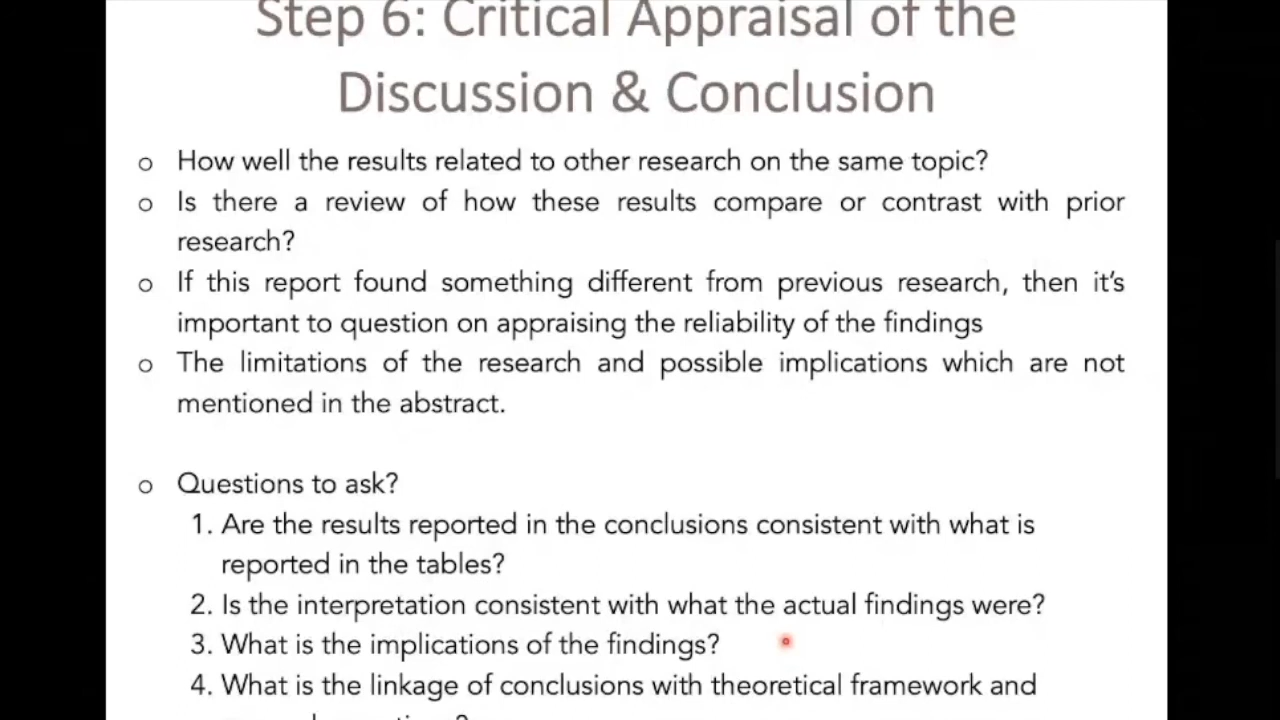 Step 6: Critical Appraisal of the
Discussion & Conclusion
o How well the results related to other research on the same topic?
o Is there a review of how these results compare or contrast with prior
research?
o If this report found something different from previous research, then it's
important to question on appraising the reliability of the findings
o The limitations of the research and possible implications which are not
mentioned in the abstract.
o Questions to ask?
1. Are the results reported in the conclusions consistent with what is
reported in the tables?
2. Is the interpretation consistent with what the actual findings were?
3. What is the implications of the findings?
4. What is the linkage of conclusions with theoretical framework and